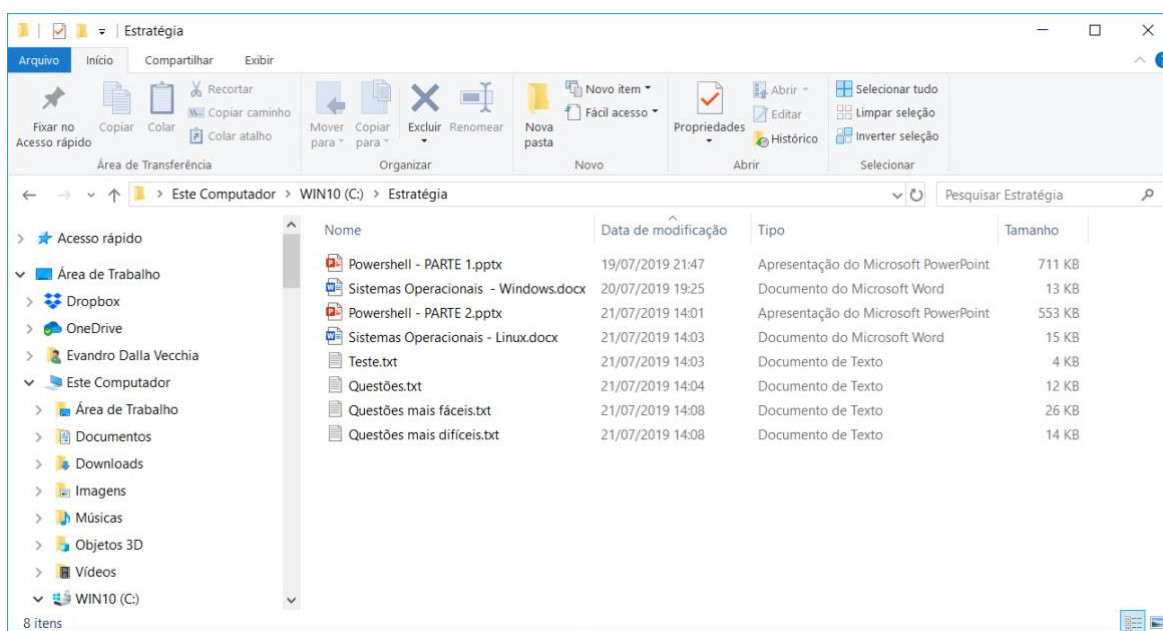 Estratégia
Arquivo Início Compartilhar Exibir
Fixar no Acesso rápido
Copiar
Colar
Recortar
Copiar caminho
Colar atalho
Área de Transferência
Mover para
Copiar para
Excluir
Renomear
Organizar
Nova pasta
Novo item
Fácil acesso
Novo
Propriedades
Abrir
Editar
Histórico
Abrir
Selecionar tudo
Limpar seleção
Inverter seleção
Selecionar
Este Computador > WIN10 (C:) > Estratégia
Pesquisar Estratégia
Acesso rápido
Área de Trabalho
Dropbox
OneDrive
Evandro Dalla Vecchia
Este Computador
Área de Trabalho
Documentos
Downloads
Imagens
Músicas
Objetos 3D
Vídeos
WIN10 (C:)
Nome Data de modificação Tipo Tamanho
Powershell - PARTE 1.pptx 19/07/2019 21:47 Apresentação do Microsoft PowerPoint 711 KB
Sistemas Operacionais - Windows.docx 20/07/2019 19:25 Documento do Microsoft Word 13 KB
Powershell - PARTE 2.pptx 21/07/2019 14:01 Apresentação do Microsoft PowerPoint 553 KB
Sistemas Operacionais - Linux.docx 21/07/2019 14:03 Documento do Microsoft Word 15 KB
Teste.txt 21/07/2019 14:03 Documento de Texto 4 KB
Questões.txt 21/07/2019 14:04 Documento de Texto 12 KB
Questões mais fáceis.txt 21/07/2019 14:08 Documento de Texto 26 KB
Questões mais difíceis.txt 21/07/2019 14:08 Documento de Texto 14 KB
8 itens